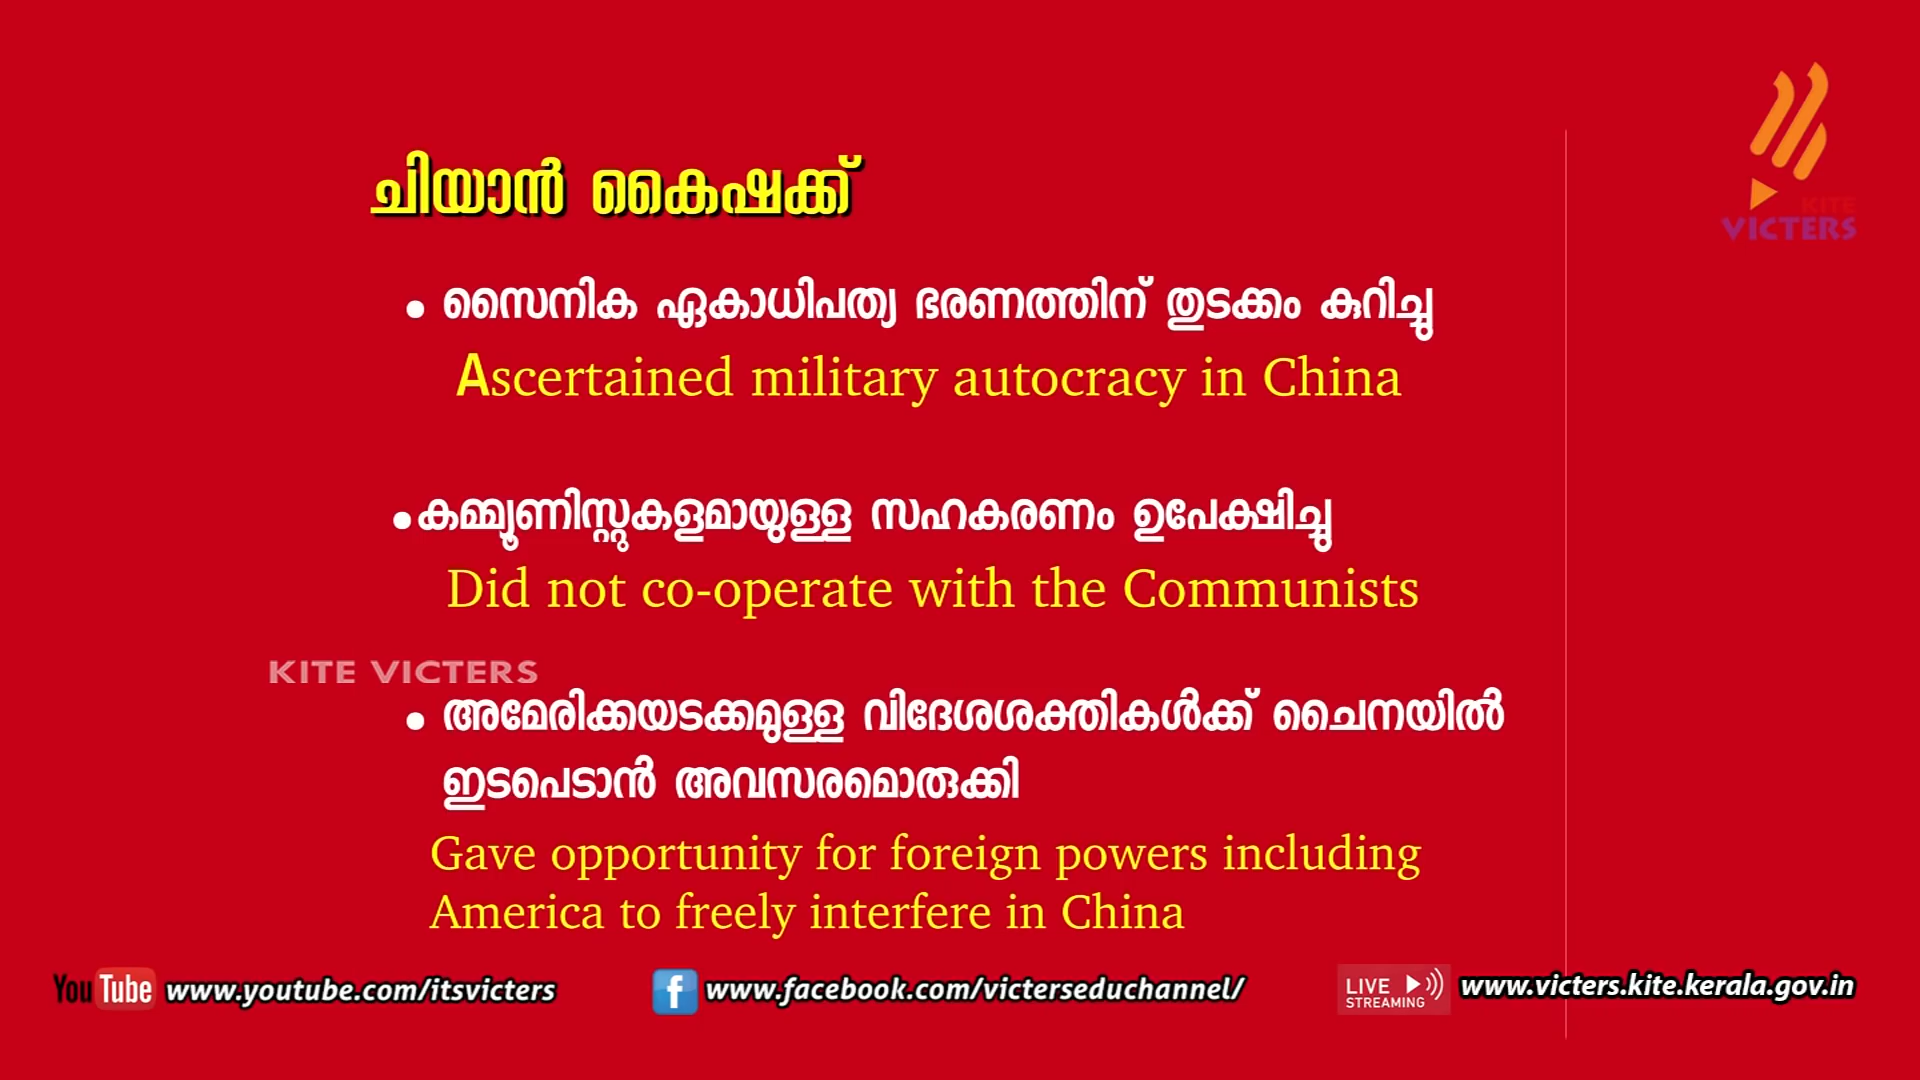 KITE
VICTERS
ചിയാൻ കൈഷക്ക്
• സൈനിക ഏകാധിപത്യ ഭരണത്തിന് തുടക്കം കുറിച്ചു
Ascertained military autocracy in China
•കമ്മ്യൂണിസ്റ്റുകളമായുള്ള സഹകരണം ഉപേക്ഷിച്ചു
Did not co-operate with the Communists
KITE VICTERS
• അമേരിക്കയടക്കമുള്ള വിദേശശക്തികൾക്ക് ചൈനയിൽ
ഇടപെടാൻ അവസരമൊരുക്കി
Gave opportunity for foreign powers including
America to freely interfere in China
YouTube www.youtube.com/itsvicters
f www.facebook.com/victerseduchannel/
LIVE
STREAMING
www.victers.kite.kerala.gov.in